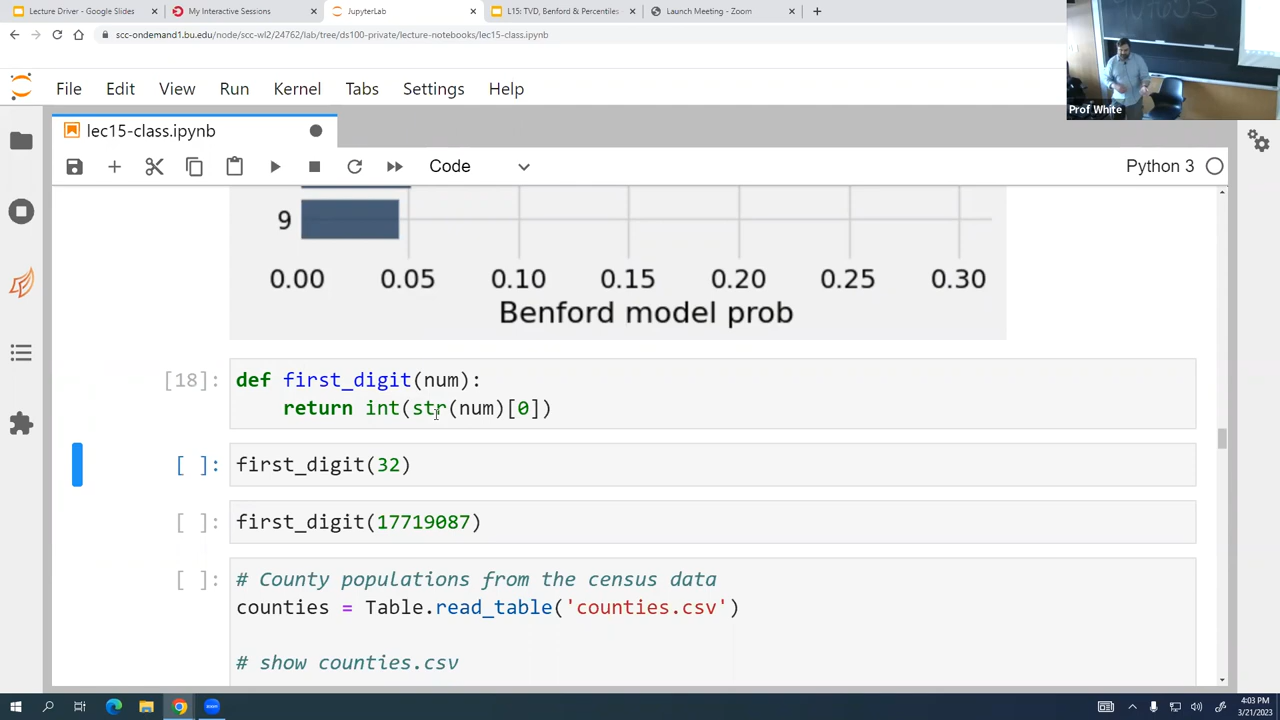 Lecture Driver - Google Slides
My Interactive Sessions
JupyterLab
L15: TVD, Benford & Percentiles
Launch Meeting - Zoom
scc-ondemand1.bu.edu/node/scc-wl2/24762/lab/tree/ds100-private/lecture-notebooks/lec15-class.ipynb
File Edit View Run Kernel Tabs Settings Help
Prof White
lec15-class.ipynb
Code
Python 3
9
0.00 0.05 0.10 0.15 0.20 0.25 0.30
Benford model prob
[18]:
def first_digit(num):
return int(str(num)[0])
[ ]:
first_digit(32)
[ ]:
first_digit(17719087)
[ ]:
# County populations from the census data
counties = Table.read_table('counties.csv')
# show counties.csv
4:03 PM
3/21/2023